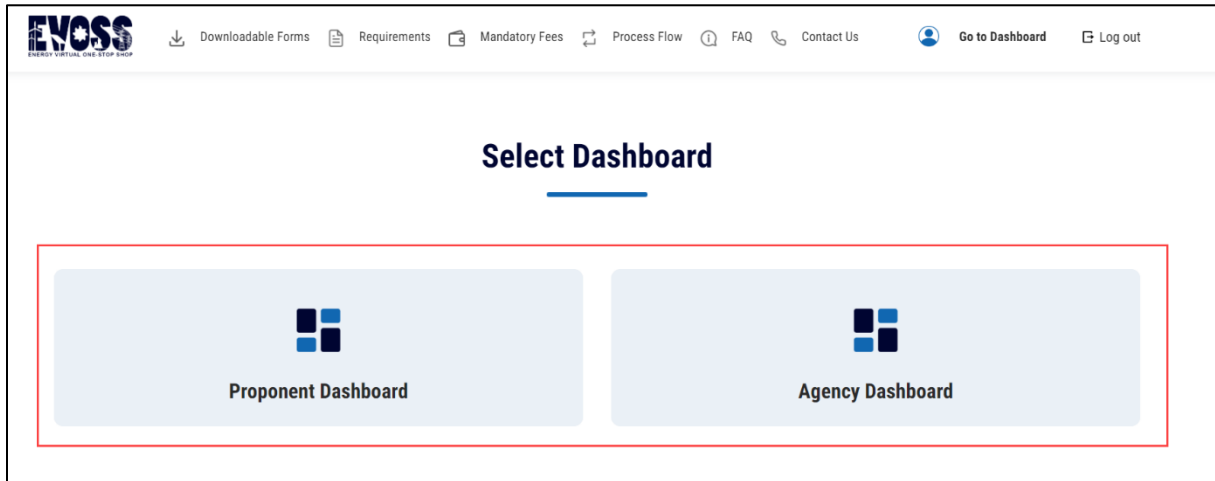 EVOSS
ENERGY VIRTUAL ONE-STOP SHOP
Downloadable Forms Requirements Mandatory Fees Process Flow FAQ Contact Us Go to Dashboard Log out
Select Dashboard
Proponent Dashboard Agency Dashboard